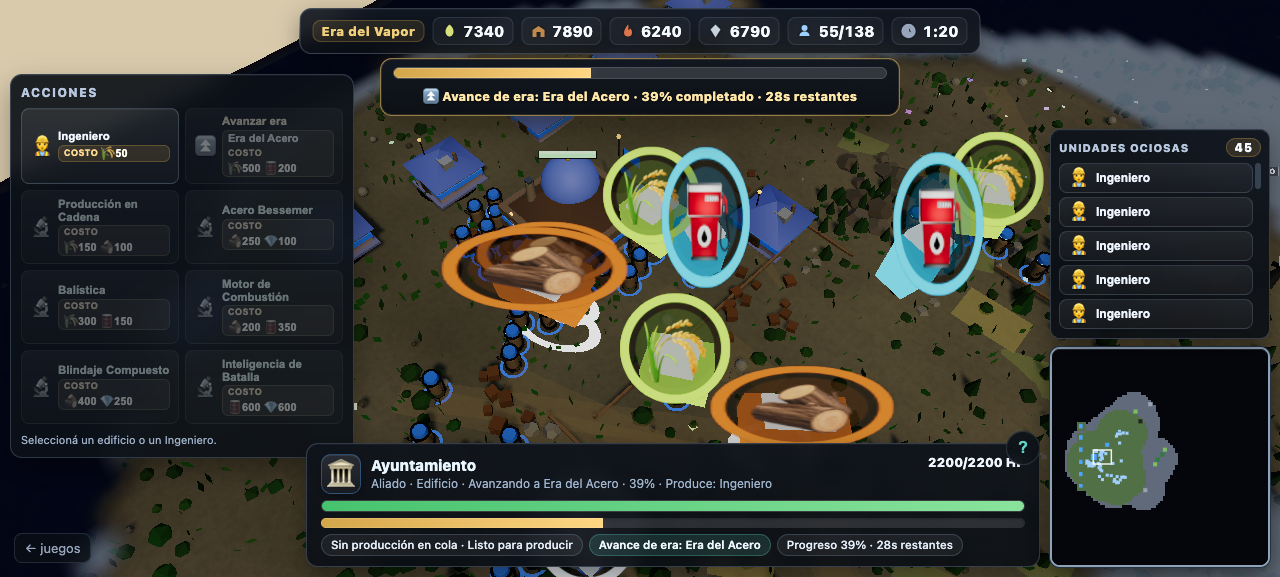 Era del Vapor 7340 7890 6240 6790 55/138 1:20
Avance de era: Era del Acero · 39% completado · 28s restantes
ACCIONES
Ingeniero
COSTO 50
Avanzar era
Era del Acero
COSTO
500 200
Producción en Cadena
COSTO
150 100
Acero Bessemer
COSTO
250 100
Balística
COSTO
300 150
Motor de Combustión
COSTO
200 350
Blindaje Compuesto
COSTO
400 250
Inteligencia de Batalla
COSTO
600 600
Seleccioná un edificio o un Ingeniero.
UNIDADES OCIOSAS 45
Ingeniero
Ingeniero
Ingeniero
Ingeniero
Ingeniero
?
Ayuntamiento
2200/2200
Aliado · Edificio · Avanzando a Era del Acero · 39% · Produce: Ingeniero
Sin producción en cola · Listo para producir
Avance de era: Era del Acero
Progreso 39% · 28s restantes
← juegos